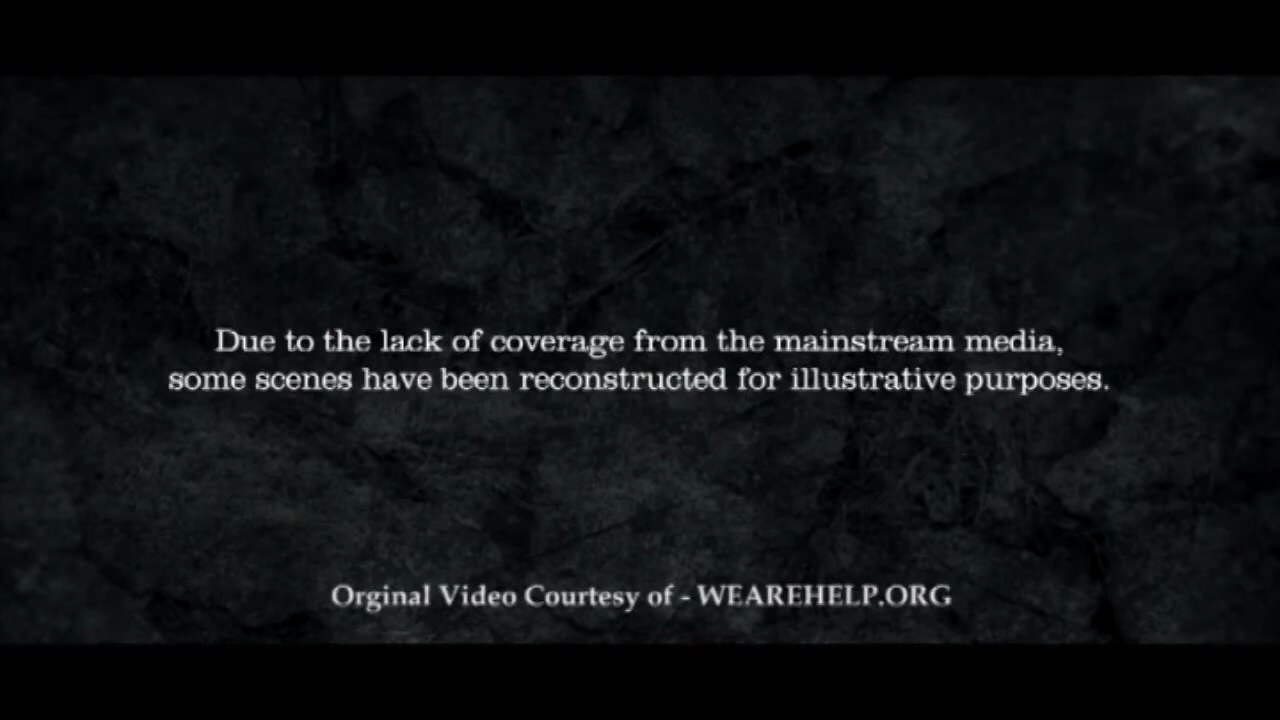 Due to the lack of coverage from the mainstream media,
some scenes have been reconstructed for illustrative purposes.
Orginal Video Courtesy of - WEAREHELP.ORG